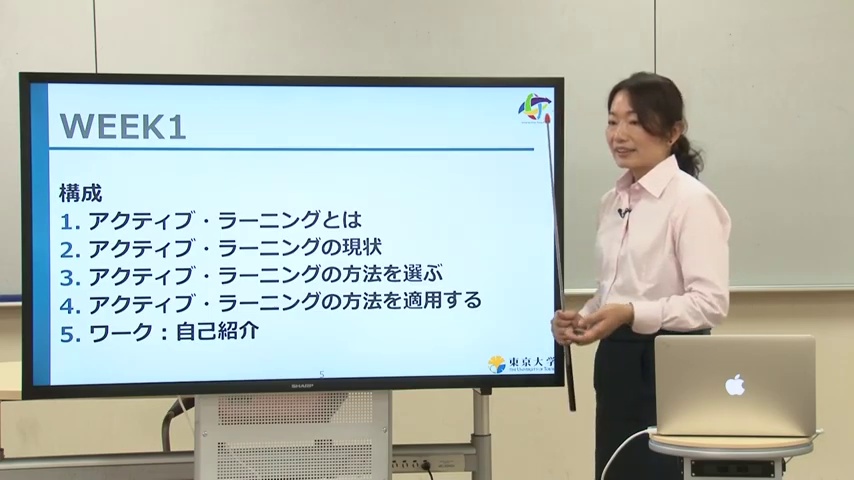 WEEK1
構成
1. アクティブ・ラーニングとは
2. アクティブ・ラーニングの現状
3. アクティブ・ラーニングの方法を選ぶ
4. アクティブ・ラーニングの方法を適用する
5. ワーク：自己紹介
5
東京大学
SHARP